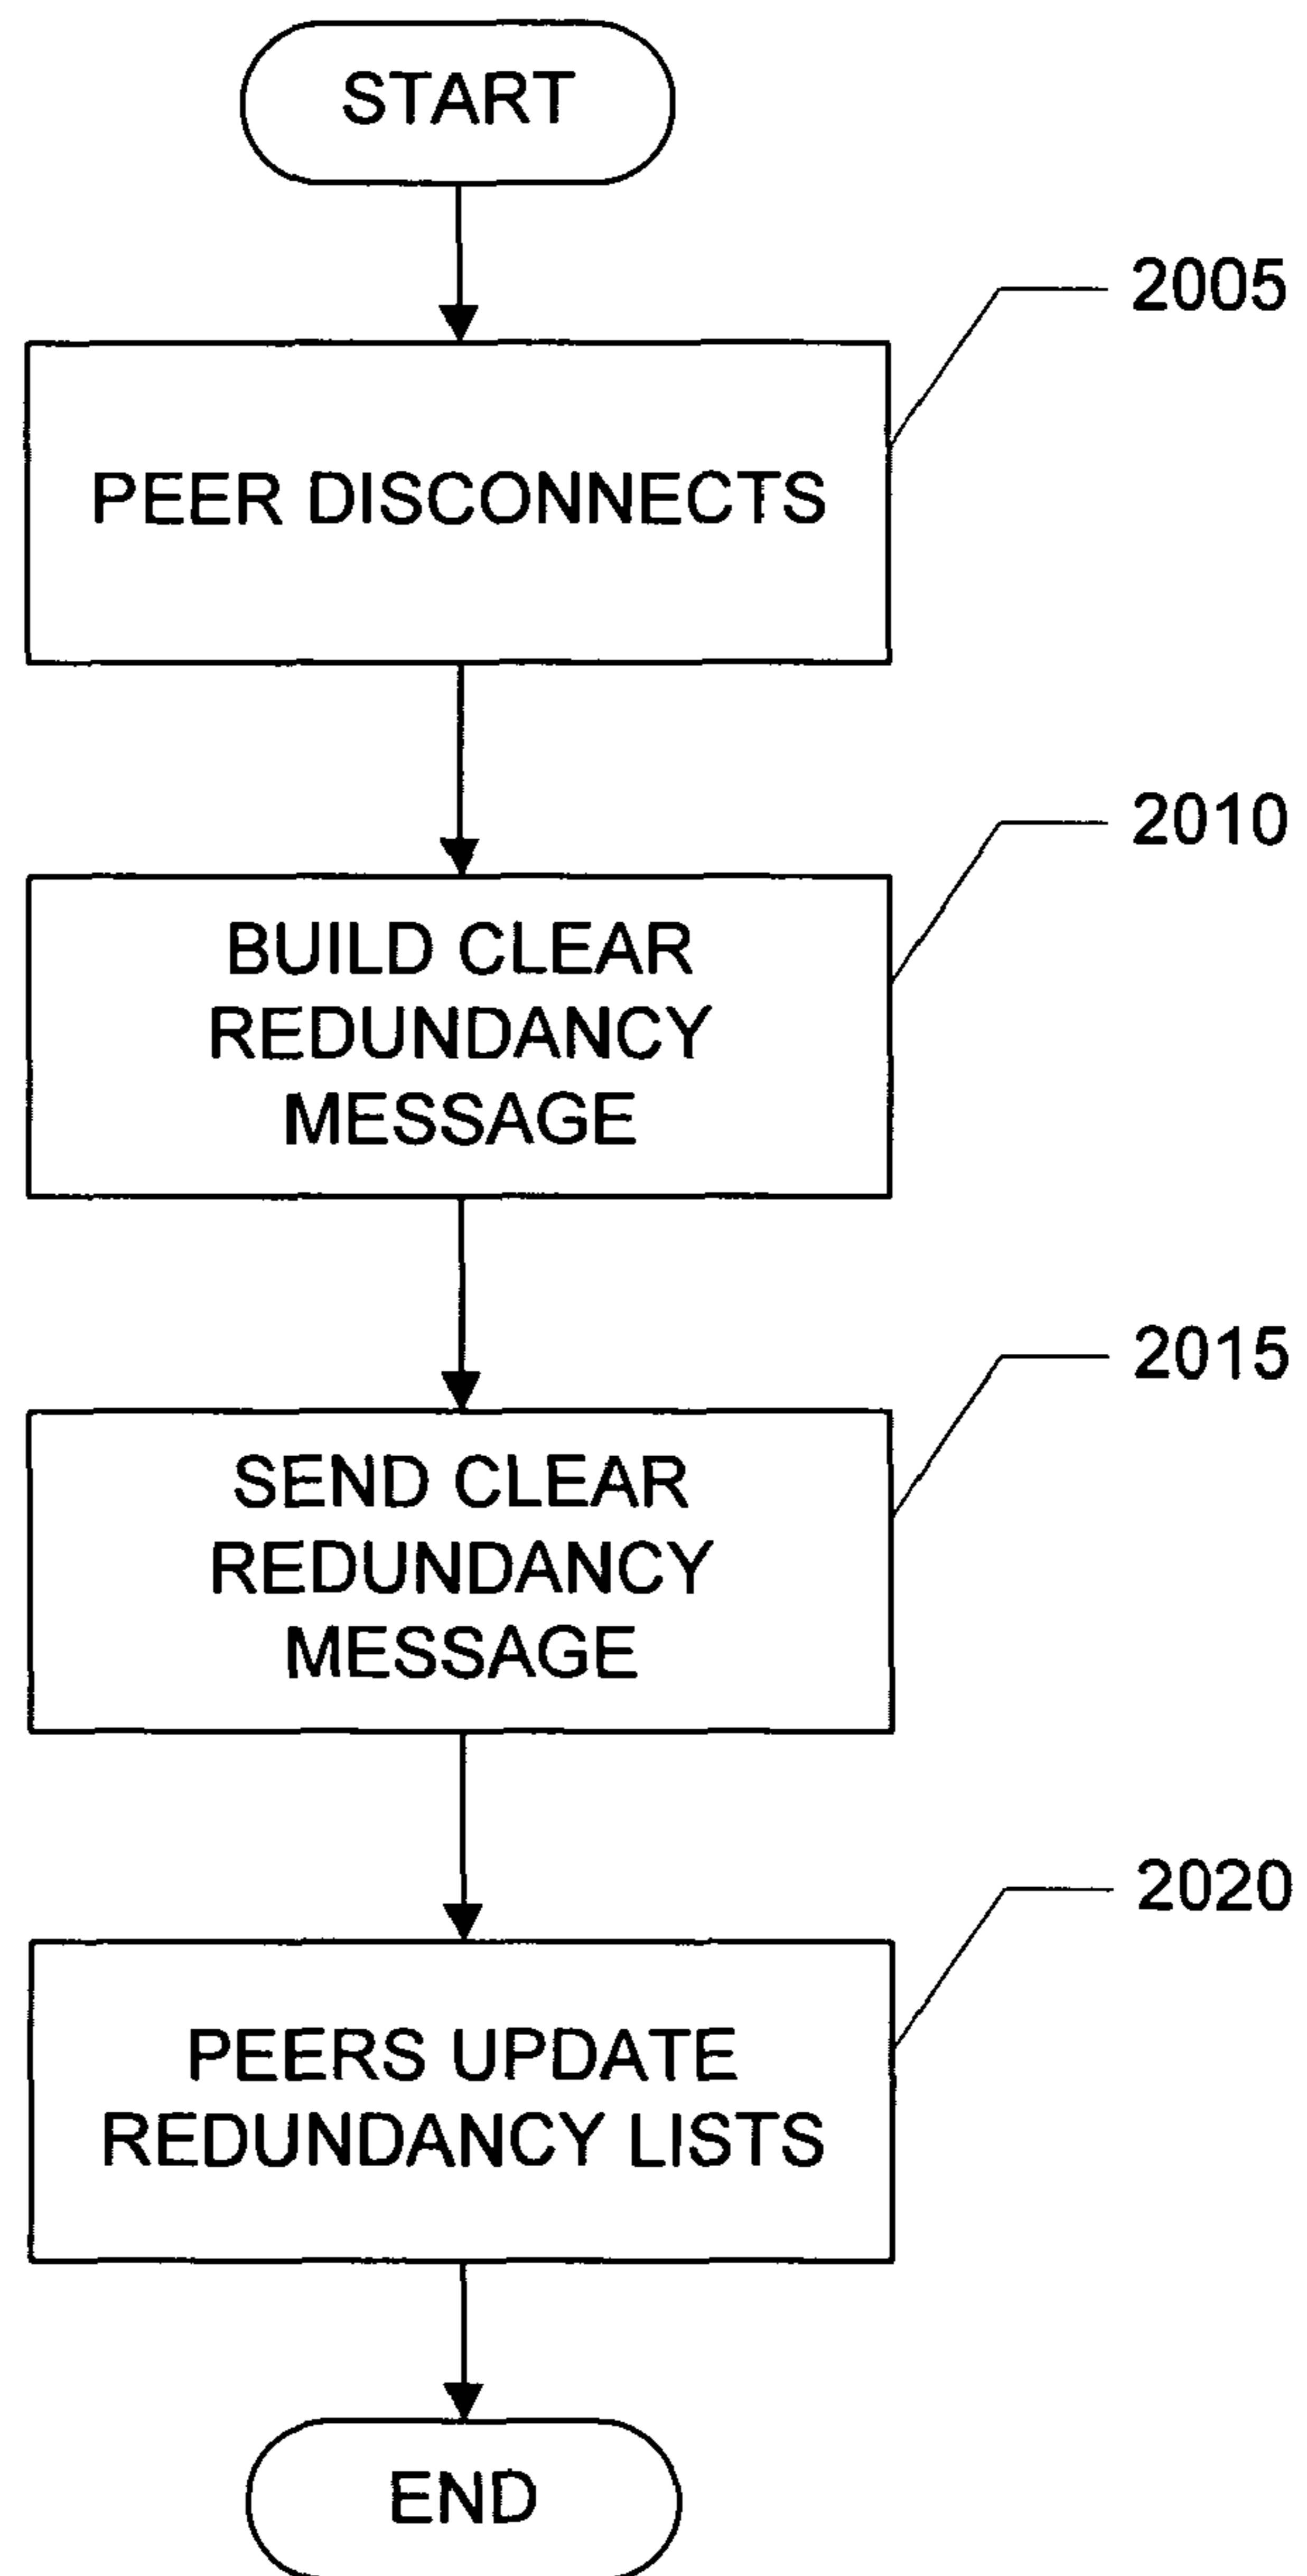 START
2005
PEER DISCONNECTS
2010
BUILD CLEAR
REDUNDANCY
MESSAGE
2015
SEND CLEAR
REDUNDANCY
MESSAGE
2020
PEERS UPDATE
REDUNDANCY LISTS
END